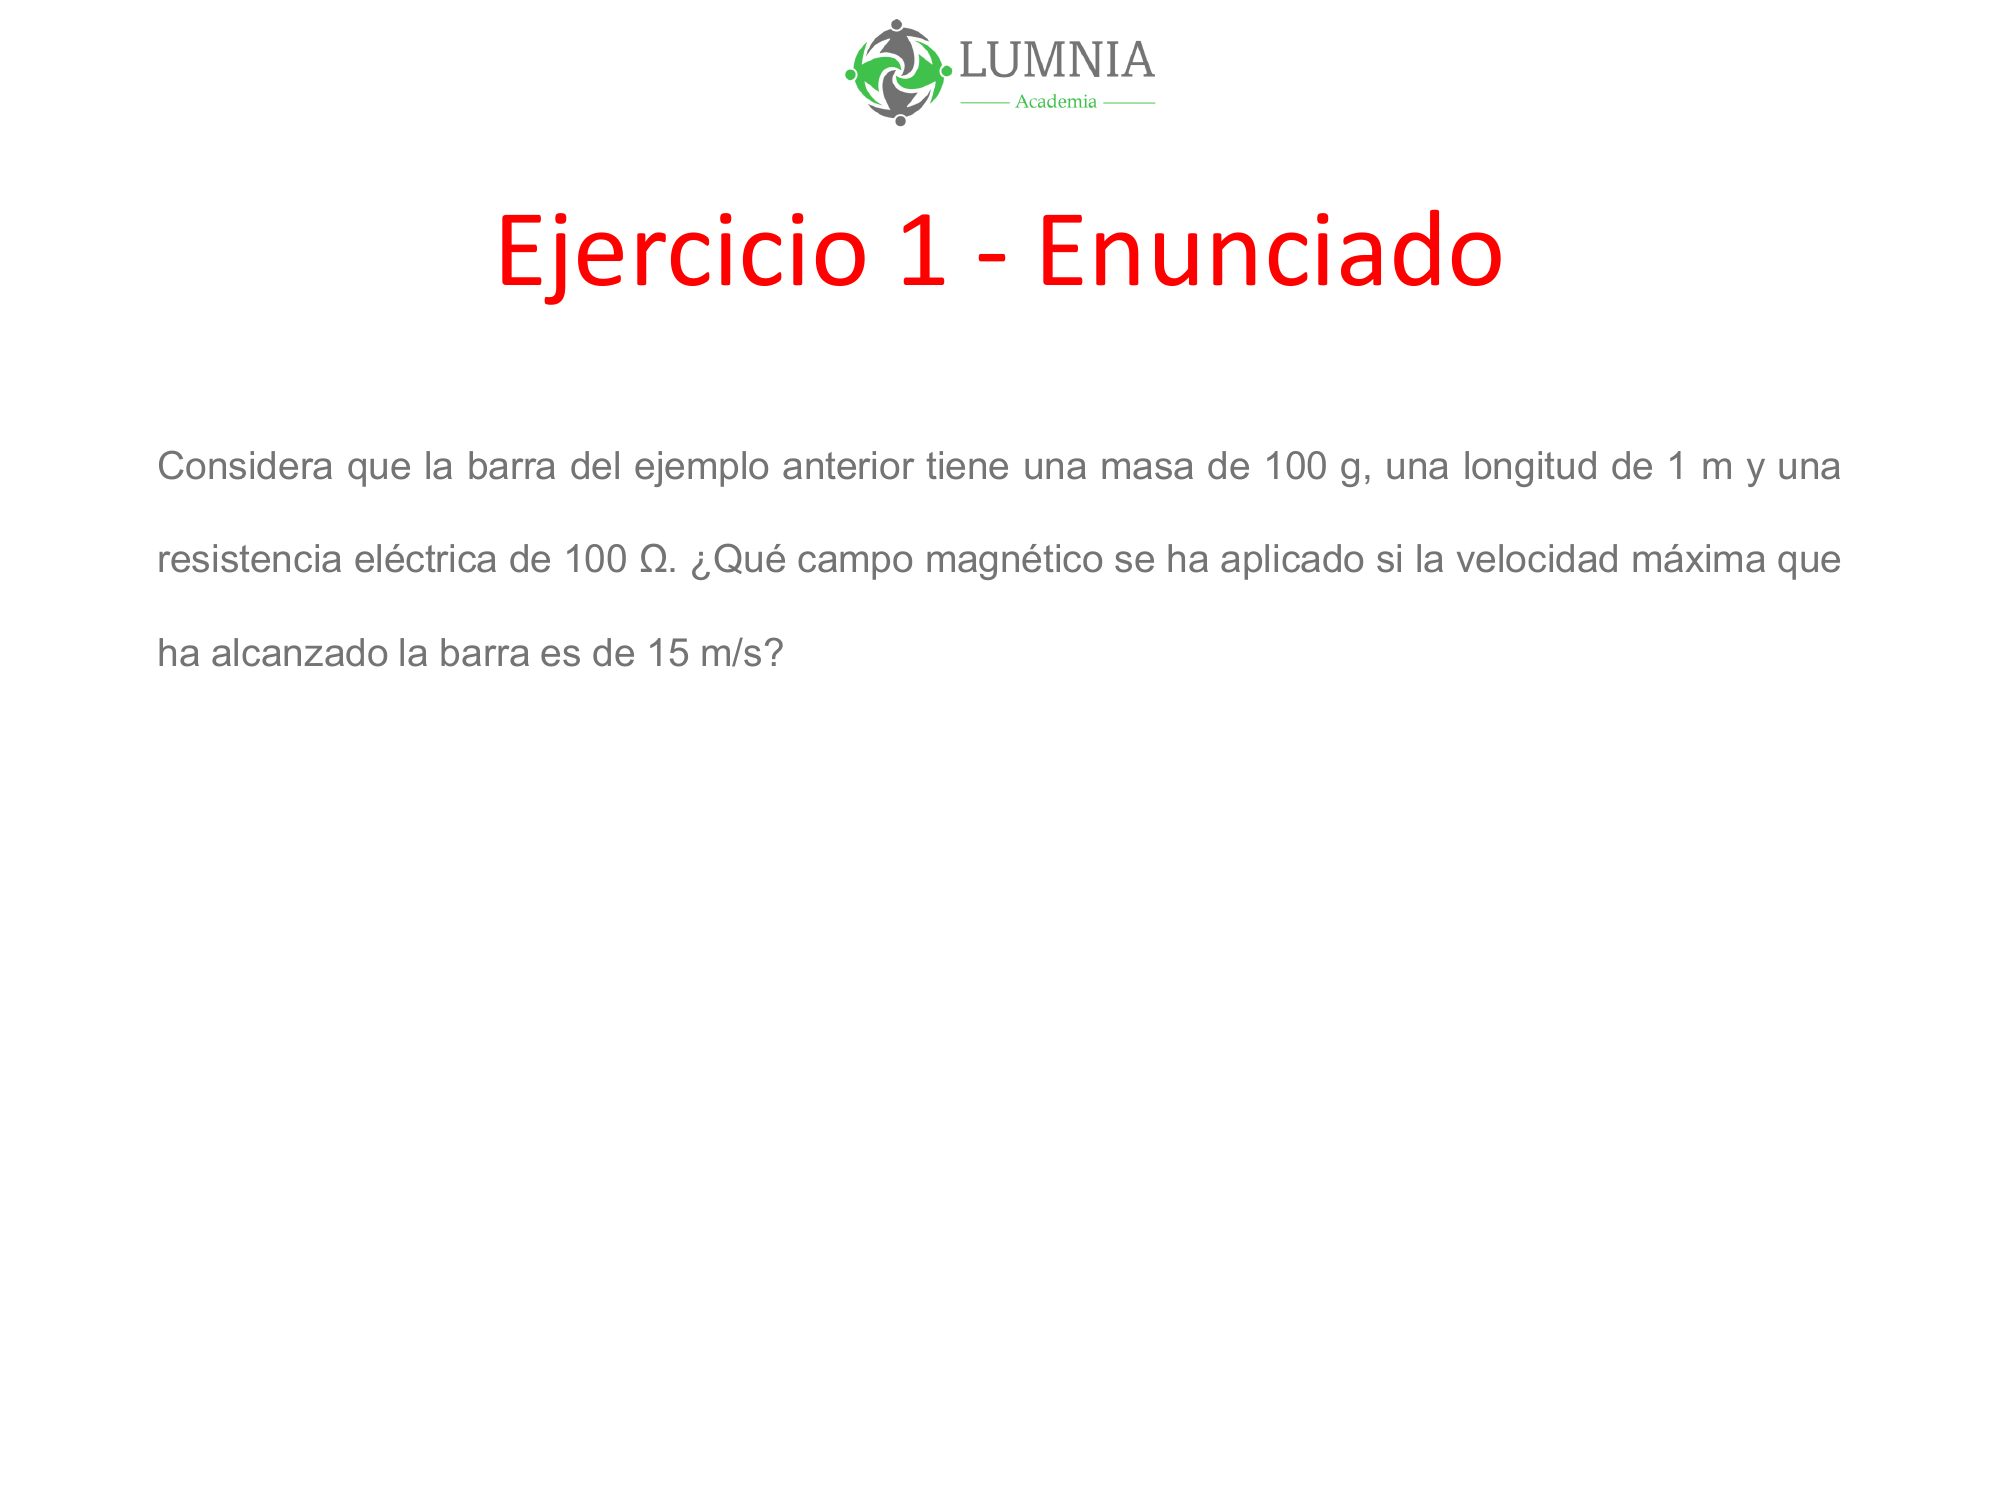 LUMNIA
Academia
Ejercicio 1 - Enunciado
Considera que la barra del ejemplo anterior tiene una masa de 100 g, una longitud de 1 m y una
resistencia eléctrica de 100 Ω. ¿Qué campo magnético se ha aplicado si la velocidad máxima que
ha alcanzado la barra es de 15 m/s?